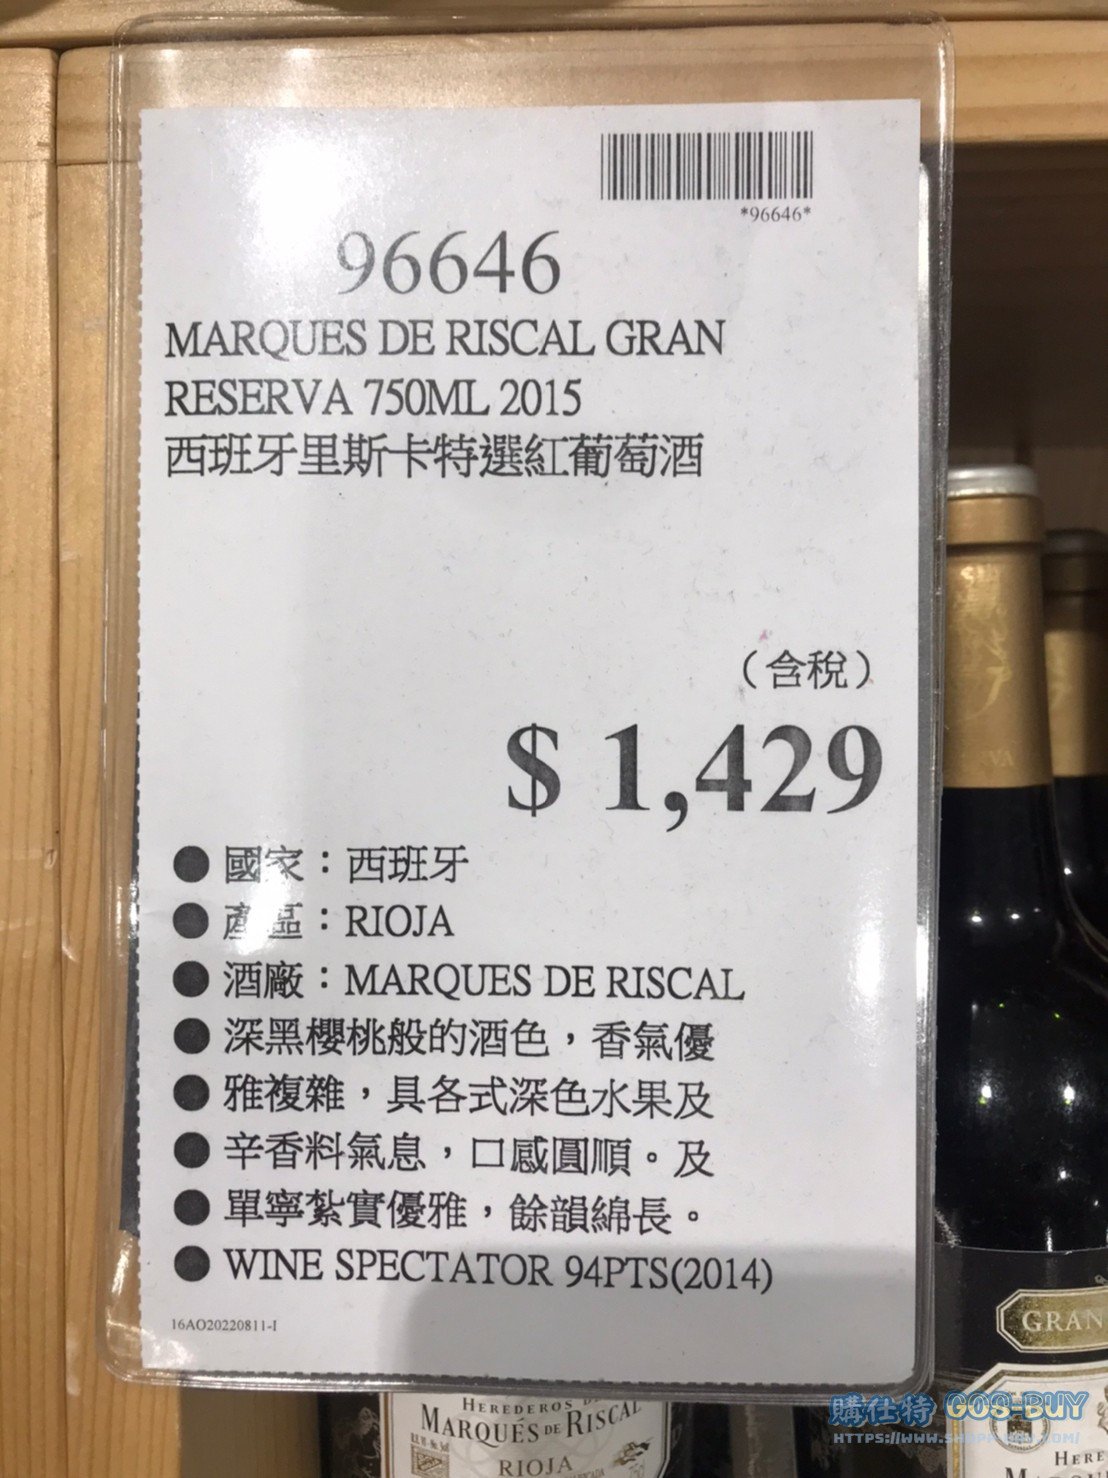 *96646*
96646
MARQUES DE RISCAL GRAN
RESERVA 750ML 2015
西班牙里斯卡特選紅葡萄酒
（含稅）
$ 1,429
● 國家：西班牙
● 產區：RIOJA
● 酒廠：MARQUES DE RISCAL
● 深黑櫻桃般的酒色，香氣優
● 雅複雜，具各式深色水果及
● 辛香料氣息，口感圓順。及
● 單寧紮實優雅，餘韻綿長。
● WINE SPECTATOR 94PTS(2014)
16AO20220811-I
GRAN
HEREDEROS
MARQUÉS DE RISCAL
RIOJA
HERE
購仕特 GOS-BUY